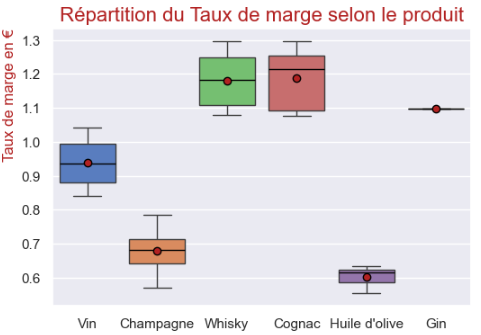 Répartition du Taux de marge selon le produit
Taux de marge en €
1.3
1.2
1.1
1.0
0.9
0.8
0.7
0.6
Vin Champagne Whisky Cognac Huile d'olive Gin